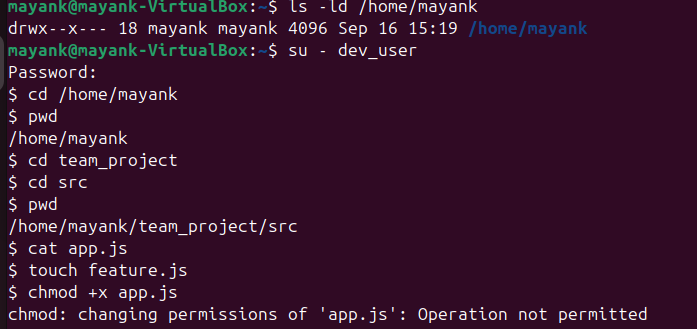 mayank@mayank-VirtualBox:~$ ls -ld /home/mayank
drwx--x--- 18 mayank mayank 4096 Sep 16 15:19 /home/mayank
mayank@mayank-VirtualBox:~$ su - dev_user
Password:
$ cd /home/mayank
$ pwd
/home/mayank
$ cd team_project
$ cd src
$ pwd
/home/mayank/team_project/src
$ cat app.js
$ touch feature.js
$ chmod +x app.js
chmod: changing permissions of 'app.js': Operation not permitted